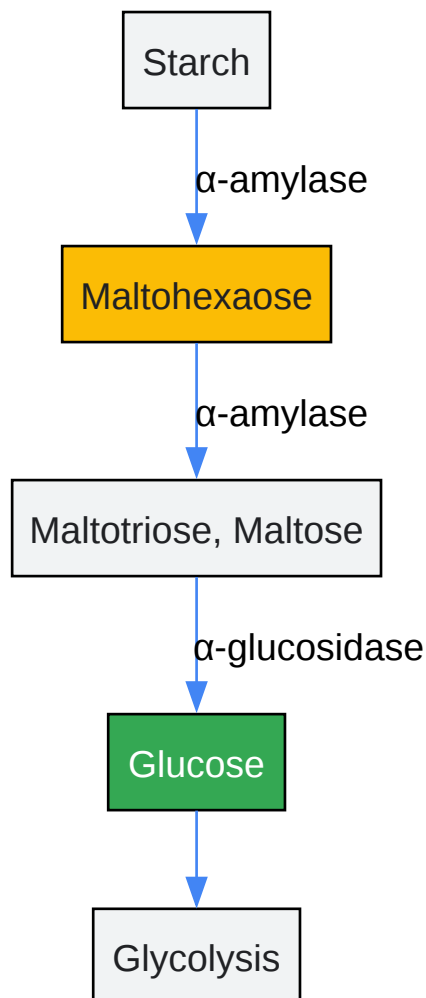 Starch
α-amylase
Maltohexaose
α-amylase
Maltotriose, Maltose
α-glucosidase
Glucose
Glycolysis